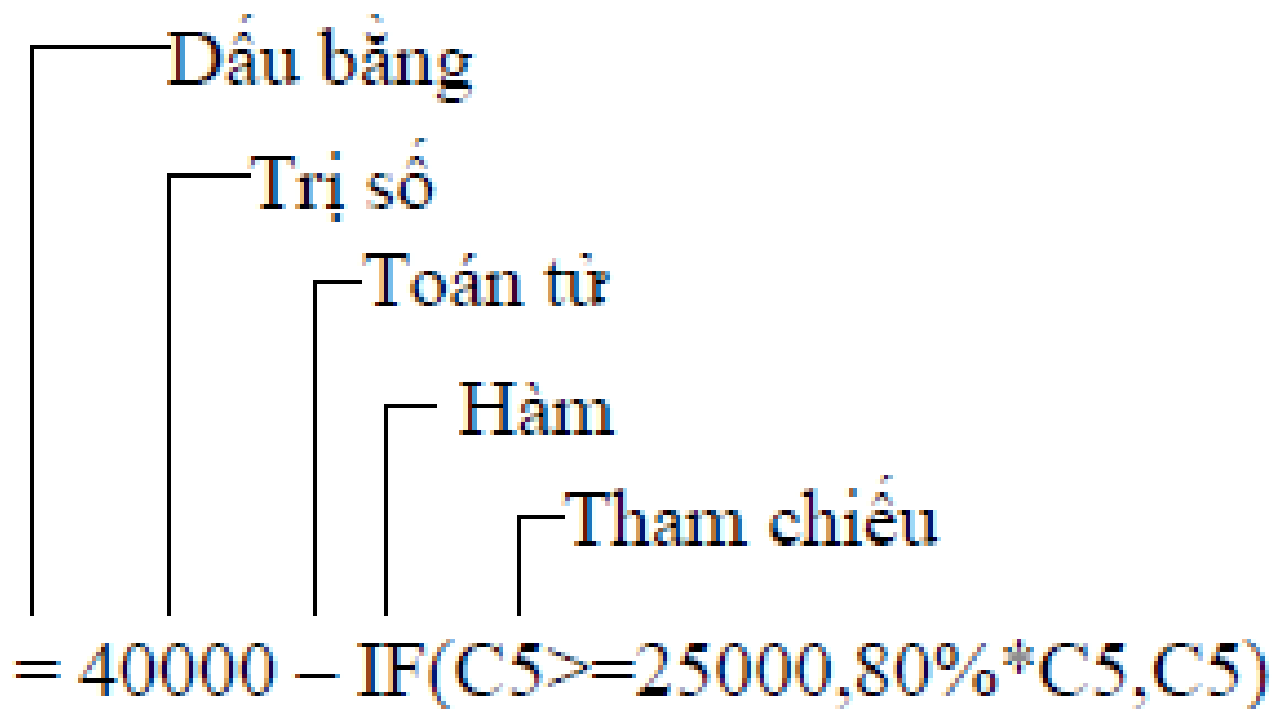 Dấu bằng
Trị số
Toán tử
Hàm
Tham chiếu
= 40000 – IF(C5>=25000,80%*C5,C5)